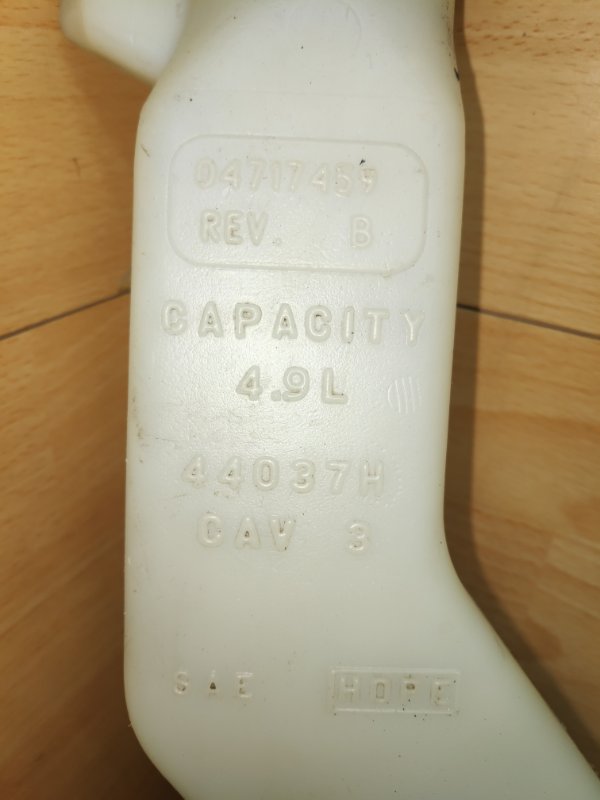 04717459
REV. B
CAPACITY
4.9L
44037H
CAV 3
SAE HDPE